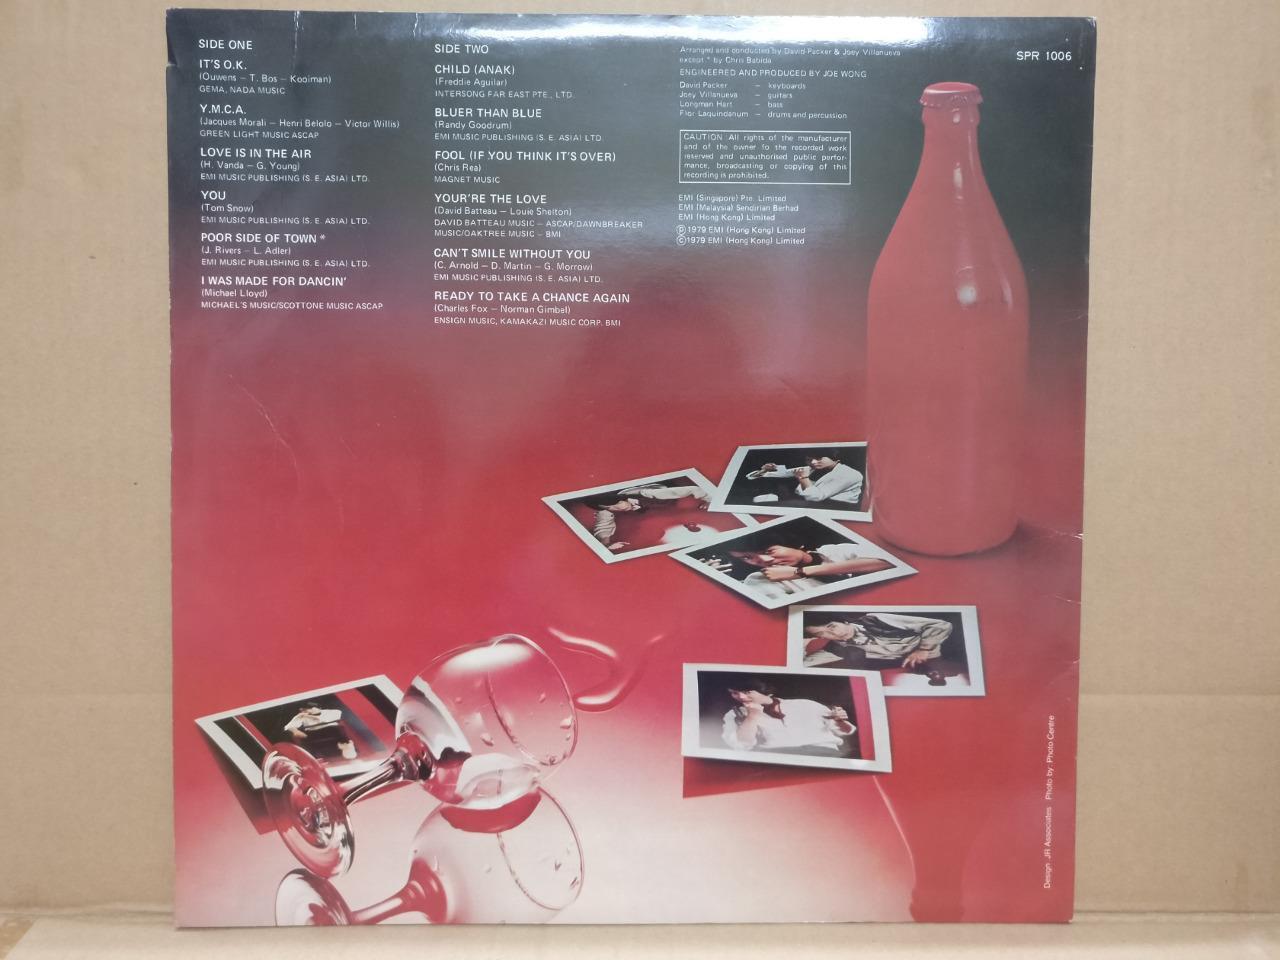 SIDE ONE
IT'S O.K.
(Ouwens – T. Bos – Kooiman)
GEMA, NADA MUSIC
Y.M.C.A.
(Jacques Morali – Henri Belolo – Victor Willis)
GREEN LIGHT MUSIC ASCAP
LOVE IS IN THE AIR
(H. Vanda – G. Young)
EMI MUSIC PUBLISHING (S. E. ASIA) LTD.
YOU
(Tom Snow)
EMI MUSIC PUBLISHING (S. E. ASIA) LTD.
POOR SIDE OF TOWN *
(J. Rivers – L. Adler)
EMI MUSIC PUBLISHING (S. E. ASIA) LTD.
I WAS MADE FOR DANCIN'
(Michael Lloyd)
MICHAEL'S MUSIC/SCOTTONE MUSIC ASCAP
SIDE TWO
CHILD (ANAK)
(Freddie Aguilar)
INTERSONG FAR EAST PTE., LTD.
BLUER THAN BLUE
(Randy Goodrum)
EMI MUSIC PUBLISHING (S. E. ASIA) LTD.
FOOL (IF YOU THINK IT'S OVER)
(Chris Rea)
MAGNET MUSIC
YOUR'RE THE LOVE
(David Batteau – Louie Shelton)
DAVID BATTEAU MUSIC – ASCAP/DAWNBREAKER
MUSIC/OAKTREE MUSIC – BMI
CAN'T SMILE WITHOUT YOU
(C. Arnold – D. Martin – G. Morrow)
EMI MUSIC PUBLISHING (S. E. ASIA) LTD.
READY TO TAKE A CHANCE AGAIN
(Charles Fox – Norman Gimbel)
ENSIGN MUSIC, KAMAKAZI MUSIC CORP. BMI
Arranged and conducted by David Packer & Joey Villanueva
except * by Chris Babida
ENGINEERED AND PRODUCED BY JOE WONG
David Packer – keyboards
Joey Villanueva – guitars
Longman Hart – bass
Flor Laquindanum – drums and percussion
CAUTION All rights of the manufacturer
and of the owner fo the recorded work
reserved and unauthorised public perfor-
mance, broadcasting or copying of this
recording is prohibited.
EMI (Singapore) Pte. Limited
EMI (Malaysia) Sendirian Berhad
EMI (Hong Kong) Limited
Ⓟ1979 EMI (Hong Kong) Limited
©1979 EMI (Hong Kong) Limited
SPR 1006
Design JR Associates Photo by: Photo Centre